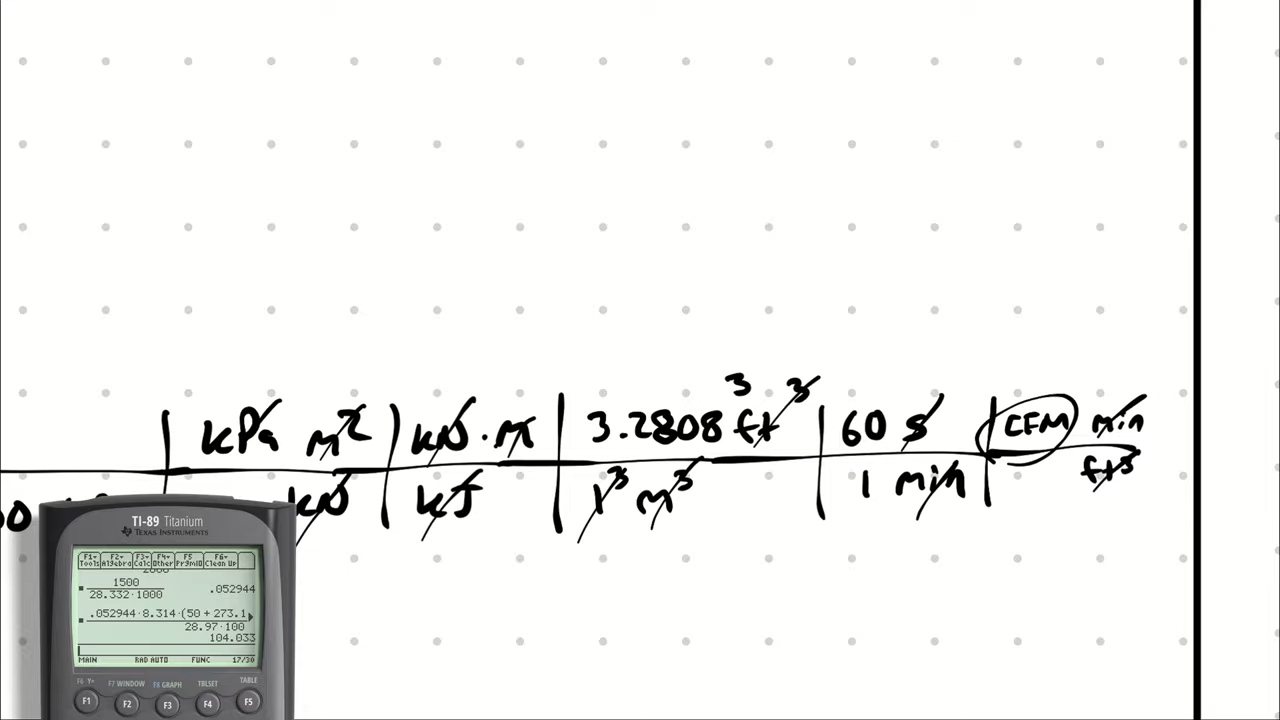 kPa m² | kN·m | 3.2808³ ft³ | 60 s | CFM min
kN | kJ | 1³ m³ | 1 min | ft³
TI-89 Titanium
TEXAS INSTRUMENTS
F1▾ F2▾ F3▾ F4▾ F5 F6▾
Tools Algebra Calc Other PrgmIO Clean Up
1500
28.332·1000
.052944
.052944·8.314·(50+273.1
28.97·100
104.033
MAIN RAD AUTO FUNC 17/30
F6 Y= F7 WINDOW F8 GRAPH TBLSET TABLE
F1 F2 F3 F4 F5